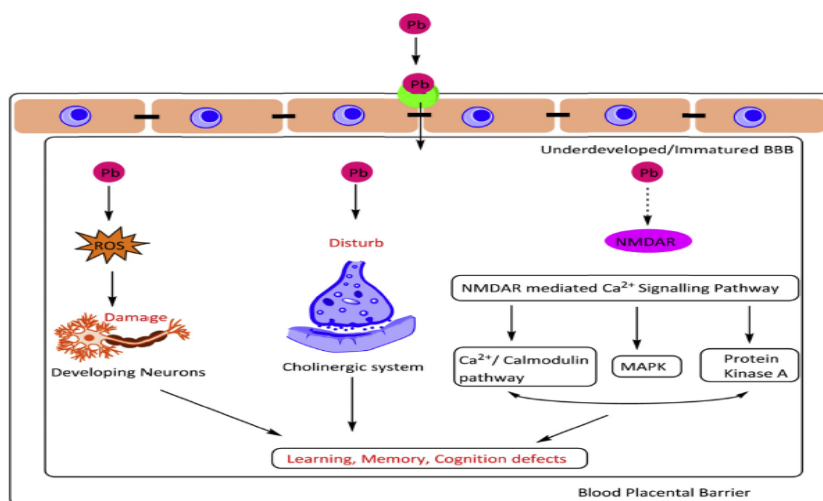 Pb
Pb
Underdeveloped/Immatured BBB
Pb
Pb
Pb
ROS
Disturb
NMDAR
NMDAR mediated Ca²⁺ Signalling Pathway
Damage
Developing Neurons
Cholinergic system
Ca²⁺/ Calmodulin
pathway
MAPK
Protein
Kinase A
Learning, Memory, Cognition defects
Blood Placental Barrier